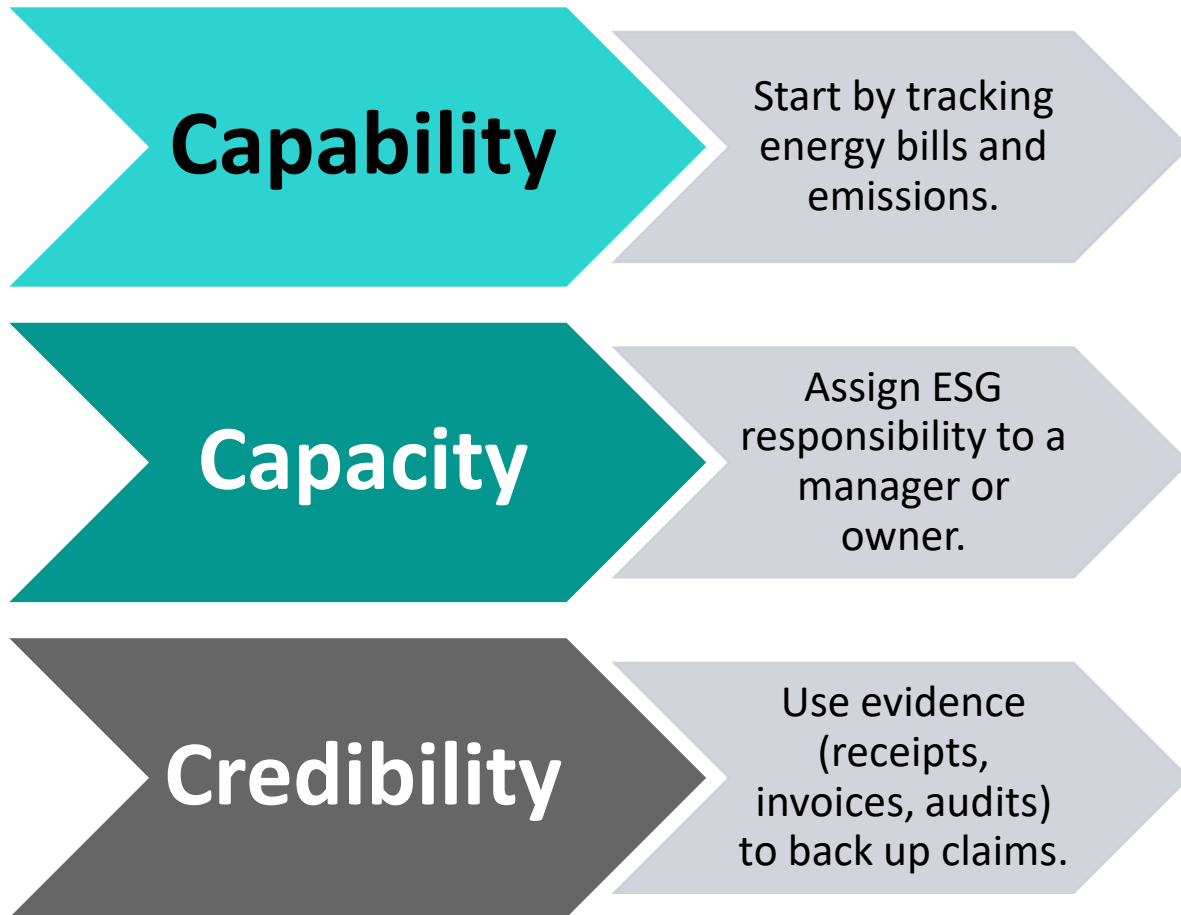 Capability
Start by tracking
energy bills and
emissions.
Capacity
Assign ESG
responsibility to a
manager or
owner.
Credibility
Use evidence
(receipts,
invoices, audits)
to back up claims.